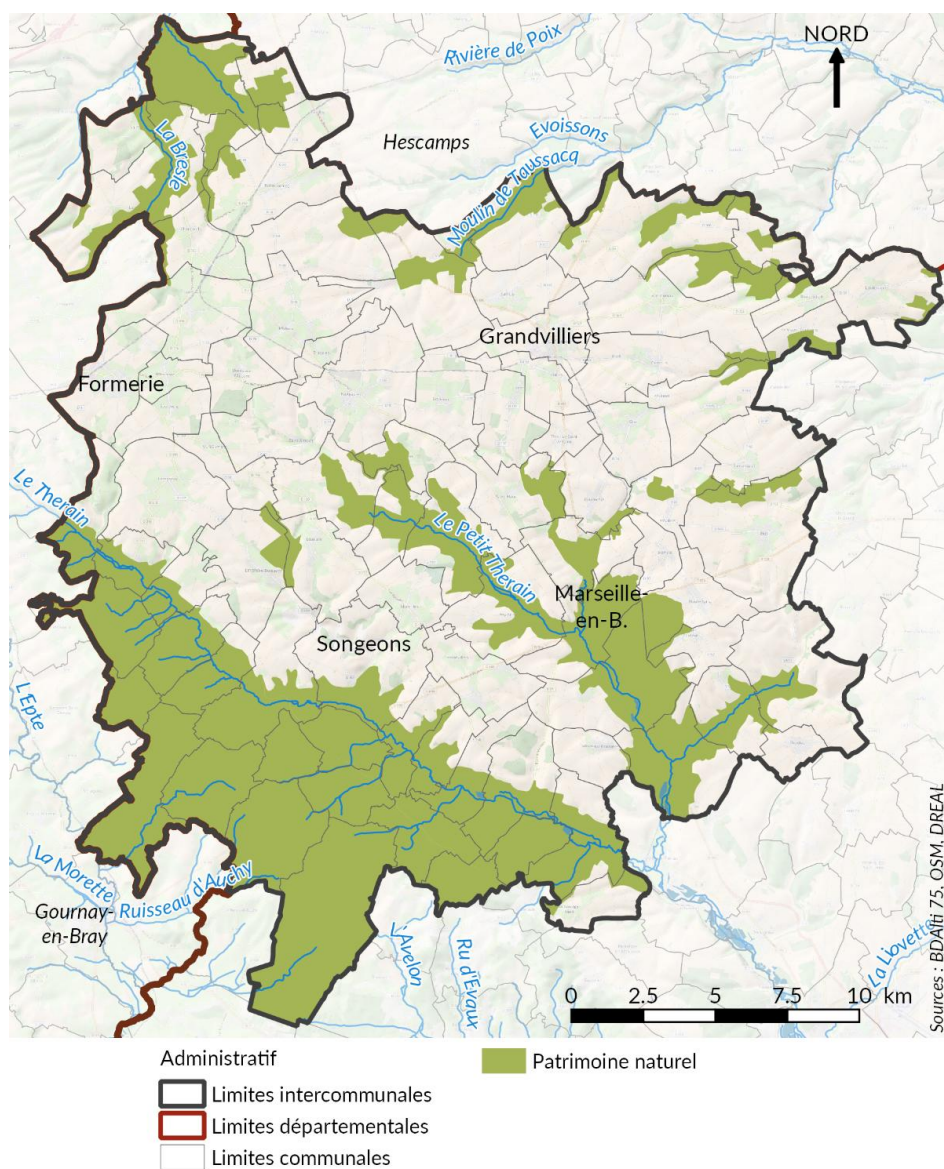 NORD
Rivière de Poix
Evoissons
Hescamps
La Bresle
Moulin de Taussacq
Grandvilliers
Formerie
Le Therain
Le Petit Therain
Marseille-
en-B.
Songeons
L'Epte
La Morette
Ruisseau d'Auchy
Gournay-
en-Bray
L'Avelon
Ru d'Evaux
La Liovette
0 2.5 5 7.5 10 km
Sources : BDAlti 75, OSM, DREAL
Administratif
Limites intercommunales
Limites départementales
Limites communales
Patrimoine naturel